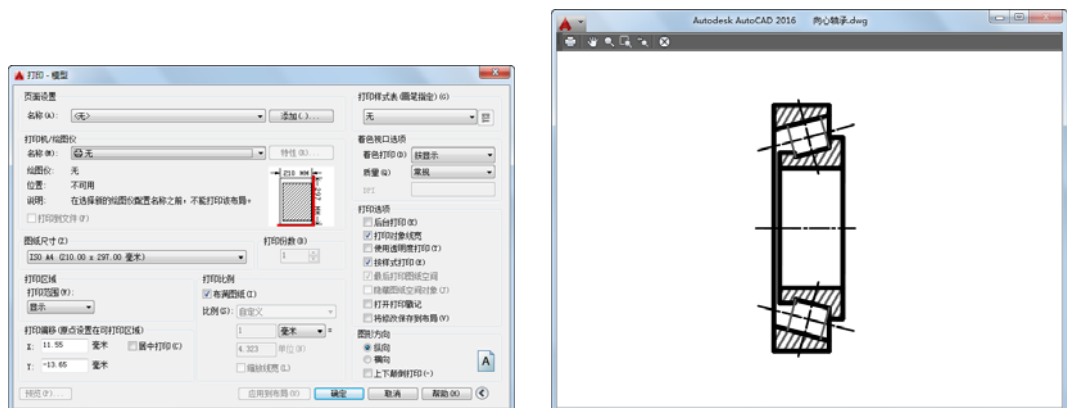 打印 - 模型
页面设置
名称(A): <无> 添加(.)...
打印机/绘图仪
名称(M): 无 特性(R)...
绘图仪: 无
位置: 不可用
说明: 在选择新的绘图仪配置名称之前,不能打印该布局。
打印到文件(F)
210 MM
297 MM
图纸尺寸(Z)
ISO A4 (210.00 x 297.00 毫米)
打印份数(B)
1
打印区域
打印范围(W):
显示
打印偏移(原点设置在可打印区域)
X: 11.55 毫米 居中打印(C)
Y: -13.65 毫米
打印比例
布满图纸(I)
比例(S): 自定义
1 毫米 =
4.323 单位(N)
缩放线宽(L)
打印样式表(画笔指定)(G)
无
着色视口选项
着色打印(D) 按显示
质量(Q) 常规
DPI
打印选项
后台打印(K)
打印对象线宽
使用透明度打印(T)
按样式打印(E)
最后打印图纸空间
隐藏图纸空间对象(J)
打开打印戳记
将修改保存到布局(V)
图形方向
纵向
横向
上下颠倒打印(-)
A
预览(P)... 应用到布局(U) 确定 取消 帮助(H)
Autodesk AutoCAD 2016 向心轴承.dwg